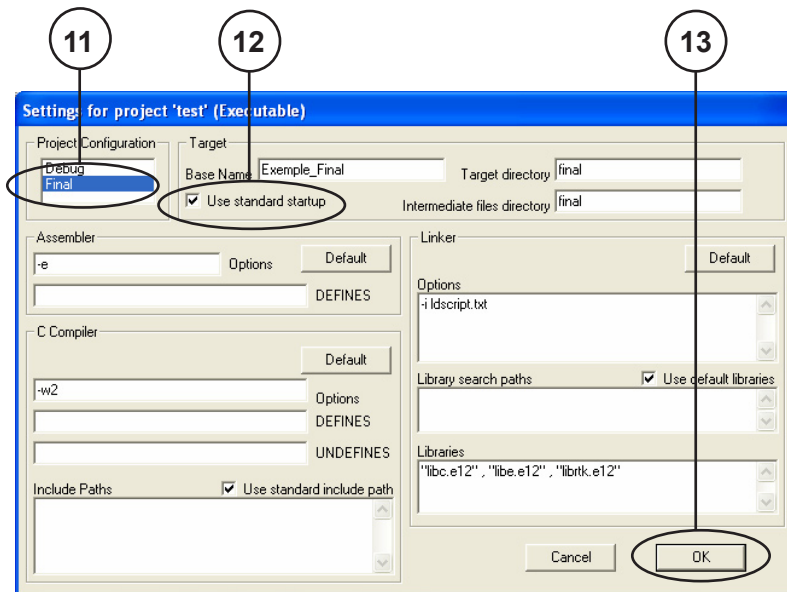 11
12
13
Settings for project 'test' (Executable)
Project Configuration
Debug
Final
Target
Base Name Exemple_Final
Target directory final
Use standard startup
Intermediate files directory final
Assembler
-e Options Default
DEFINES
C Compiler
Default
-w2 Options
DEFINES
UNDEFINES
Include Paths Use standard include path
Linker
Default
Options
-i ldscript.txt
Library search paths Use default libraries
Libraries
"libc.e12" , "libe.e12" , "librtk.e12"
Cancel OK